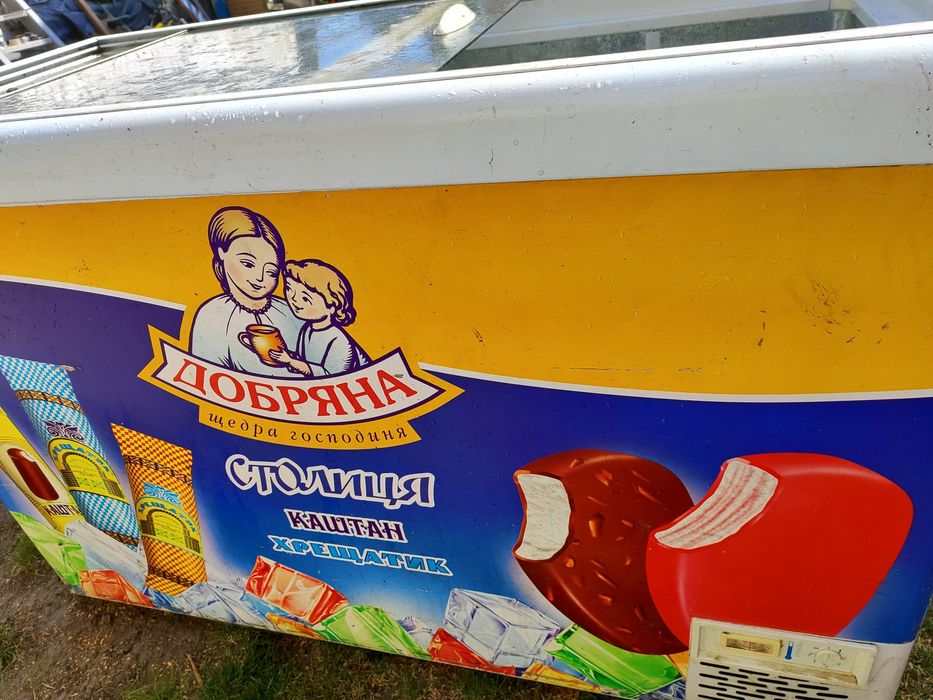 ДОБРЯНА
щедра господиня
СТОЛИЦЯ
КАШТАН
ХРЕЩАТИК